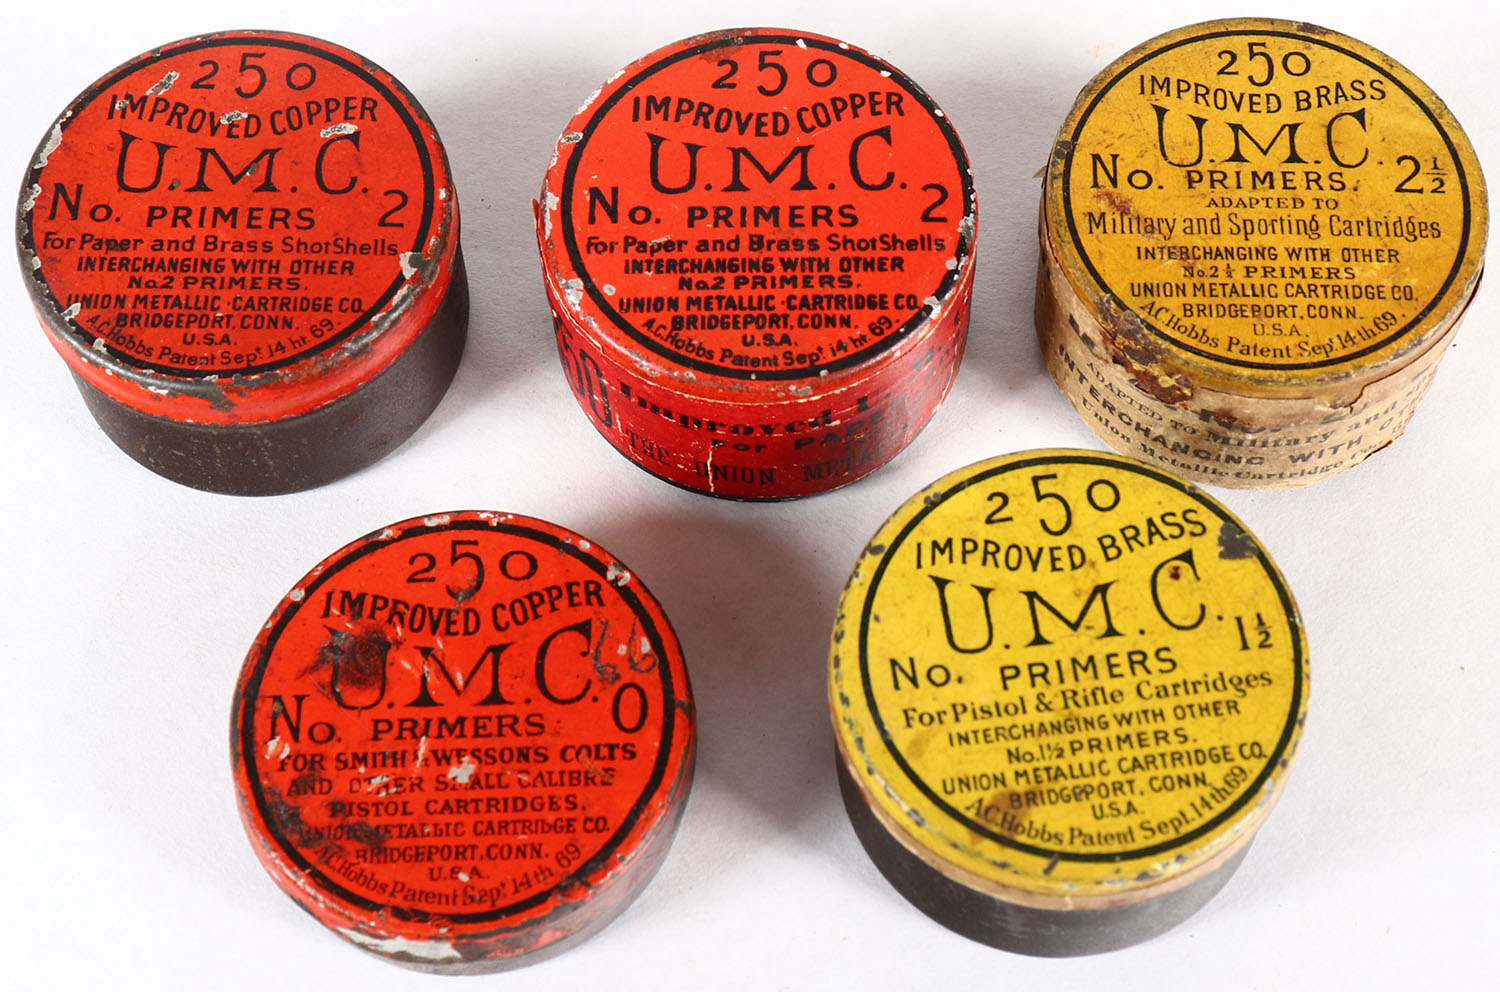 250
IMPROVED COPPER
U.M.C.
No. PRIMERS 2
For Paper and Brass ShotShells
INTERCHANGING WITH OTHER
No.2 PRIMERS.
UNION METALLIC CARTRIDGE CO.
BRIDGEPORT, CONN.
U.S.A.
A.C. Hobbs Patent Sept. 14 hr. 69.
250
IMPROVED COPPER
U.M.C.
No. PRIMERS 2
For Paper and Brass ShotShells
INTERCHANGING WITH OTHER
No.2 PRIMERS.
UNION METALLIC CARTRIDGE CO.
BRIDGEPORT, CONN.
U.S.A.
A.C. Hobbs Patent Sept. 14 hr. 69.
Improved
For
THE UNION
250
IMPROVED BRASS
U.M.C.
No. PRIMERS. 2½
ADAPTED TO
Military and Sporting Cartridges
INTERCHANGING WITH OTHER
No. 2½ PRIMERS
UNION METALLIC CARTRIDGE CO.
BRIDGEPORT, CONN.
U.S.A.
A.C. Hobbs Patent Sept. 14th 69.
ADAPTED TO Military and
INTERCHANGING WITH
Union Metallic Cartridge Co
250
IMPROVED COPPER
U.M.C.
66
No. PRIMERS 0
FOR SMITH & WESSONS COLTS
AND OTHER SMALL CALIBRE
PISTOL CARTRIDGES.
UNION METALLIC CARTRIDGE CO.
BRIDGEPORT, CONN.
U.S.A.
A.C. Hobbs Patent Sept. 14th 69
250
IMPROVED BRASS
U.M.C.
No. PRIMERS 1½
For Pistol & Rifle Cartridges
INTERCHANGING WITH OTHER
No. 1½ PRIMERS.
UNION METALLIC CARTRIDGE CO.
BRIDGEPORT, CONN.
U.S.A.
A.C. Hobbs Patent Sept. 14th 69.